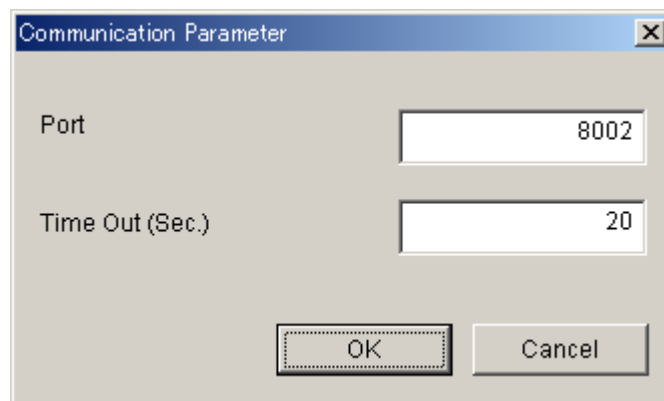 Communication Parameter
Port
8002
Time Out (Sec.)
20
OK
Cancel